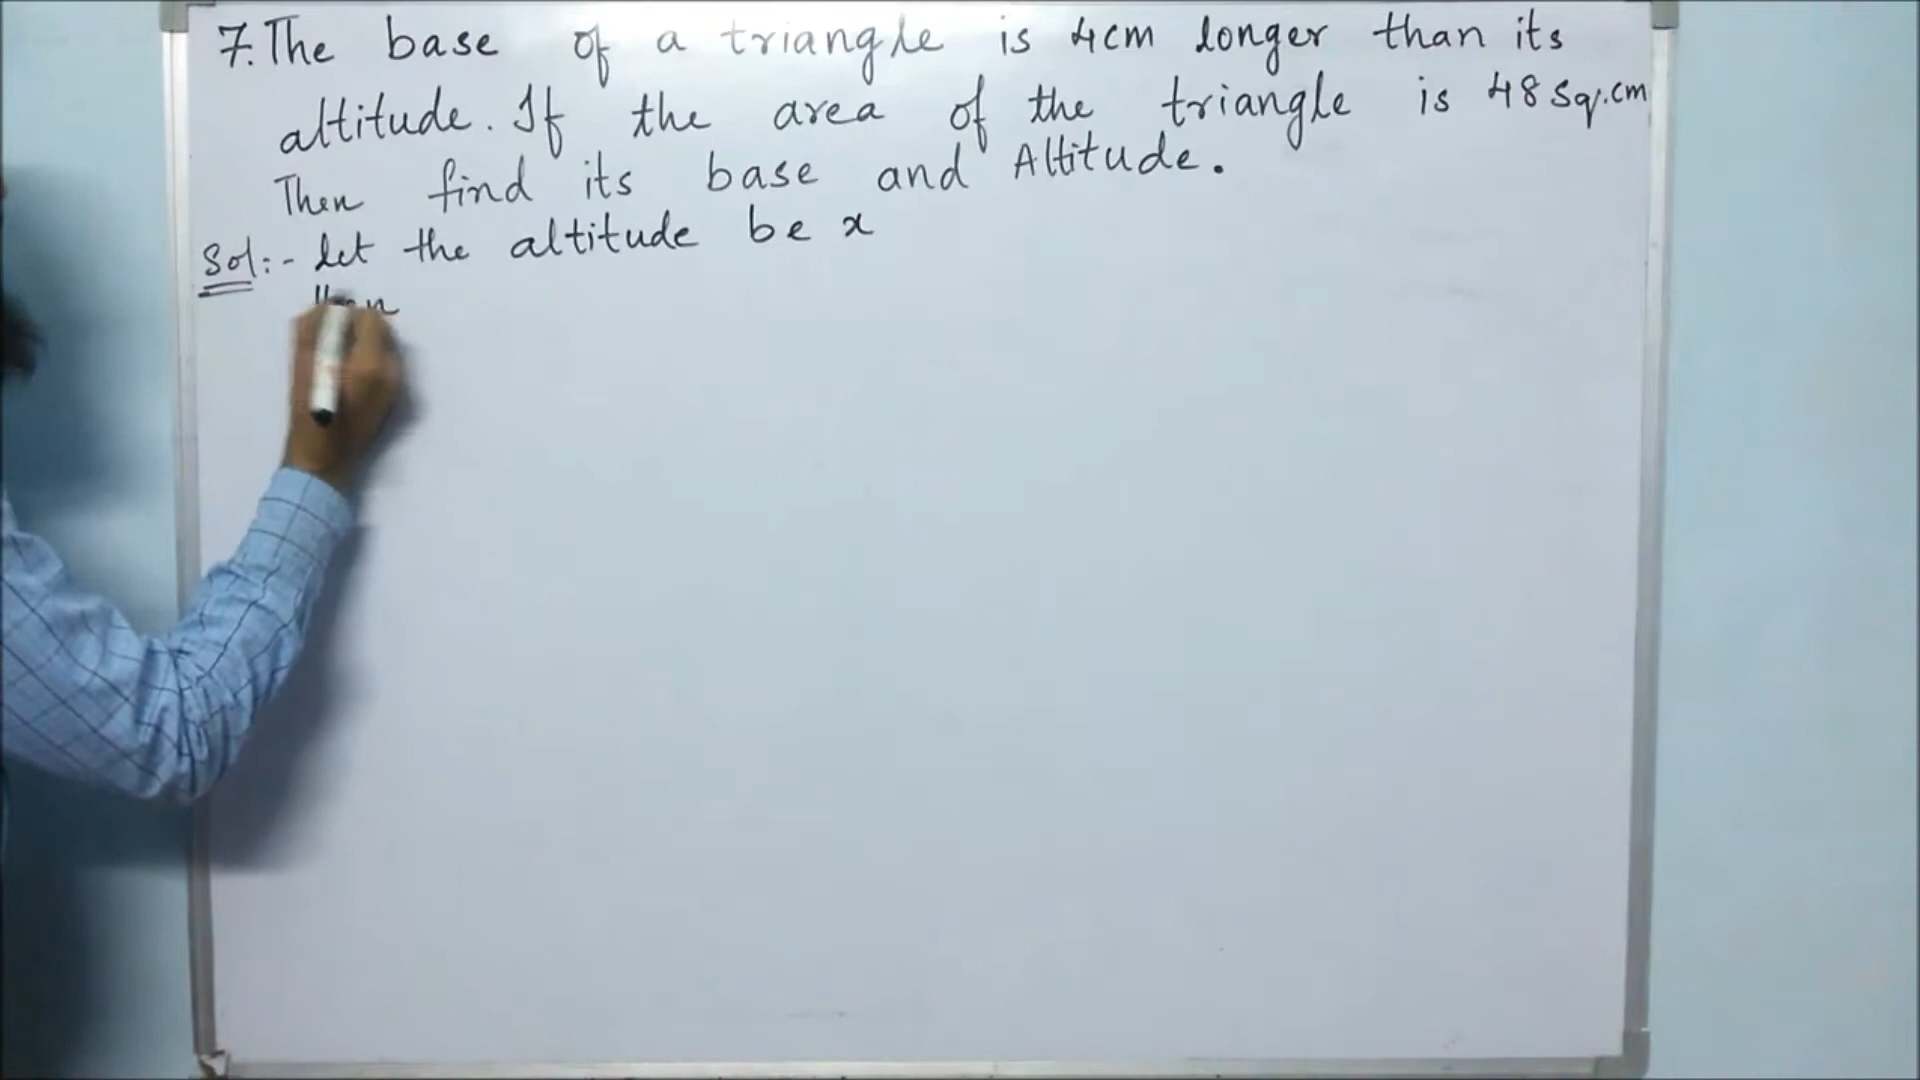 7. The base of a triangle is 4cm longer than its
altitude. If the area of the triangle is 48 sq.cm
Then find its base and Altitude.
Sol:- let the altitude be x